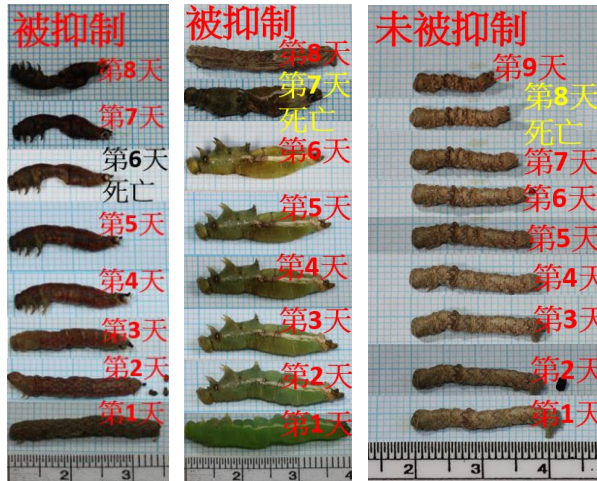 被抑制
第8天
第7天
第6天
死亡
第5天
第4天
第3天
第2天
第1天
2
3
被抑制
第8天
第7天
死亡
第6天
第5天
第4天
第3天
第2天
第1天
2
3
4
未被抑制
第9天
第8天
死亡
第7天
第6天
第5天
第4天
第3天
第2天
第1天
2
3
4